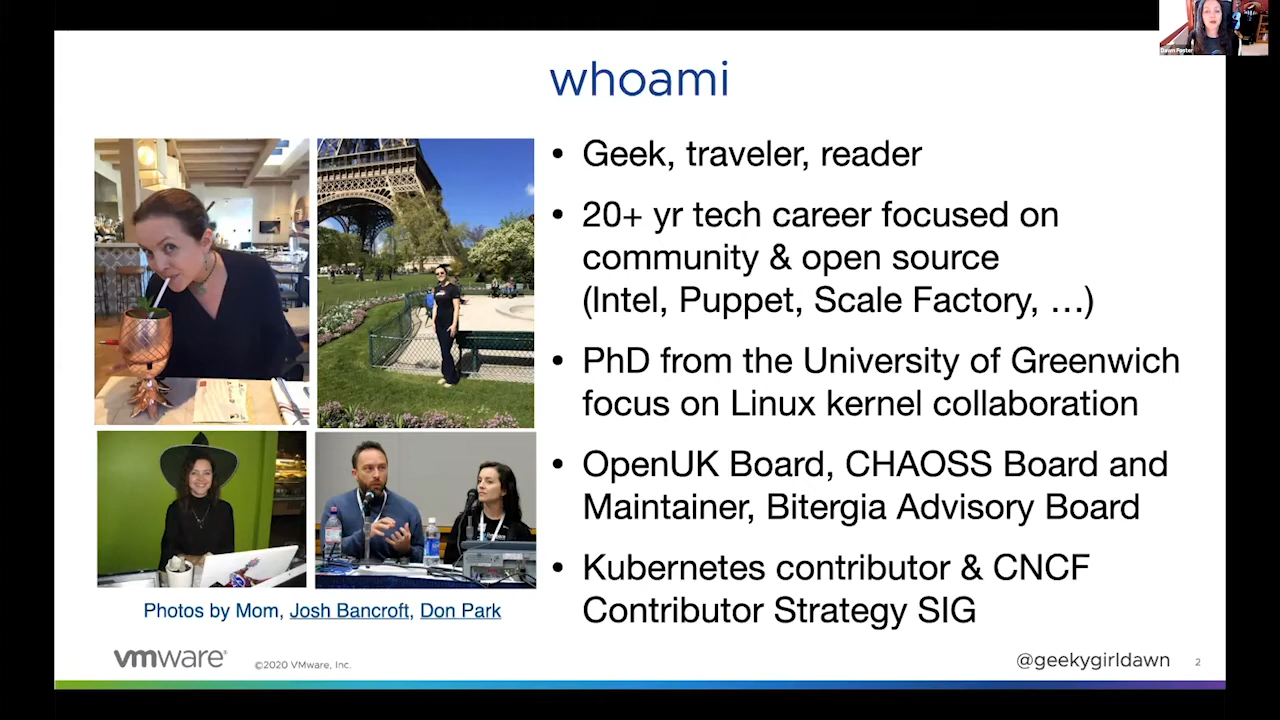 Dawn Foster
whoami
• Geek, traveler, reader
• 20+ yr tech career focused on
community & open source
(Intel, Puppet, Scale Factory, …)
• PhD from the University of Greenwich
focus on Linux kernel collaboration
• OpenUK Board, CHAOSS Board and
Maintainer, Bitergia Advisory Board
• Kubernetes contributor & CNCF
Contributor Strategy SIG
Photos by Mom, Josh Bancroft, Don Park
vmware®
©2020 VMware, Inc.
@geekygirldawn
2